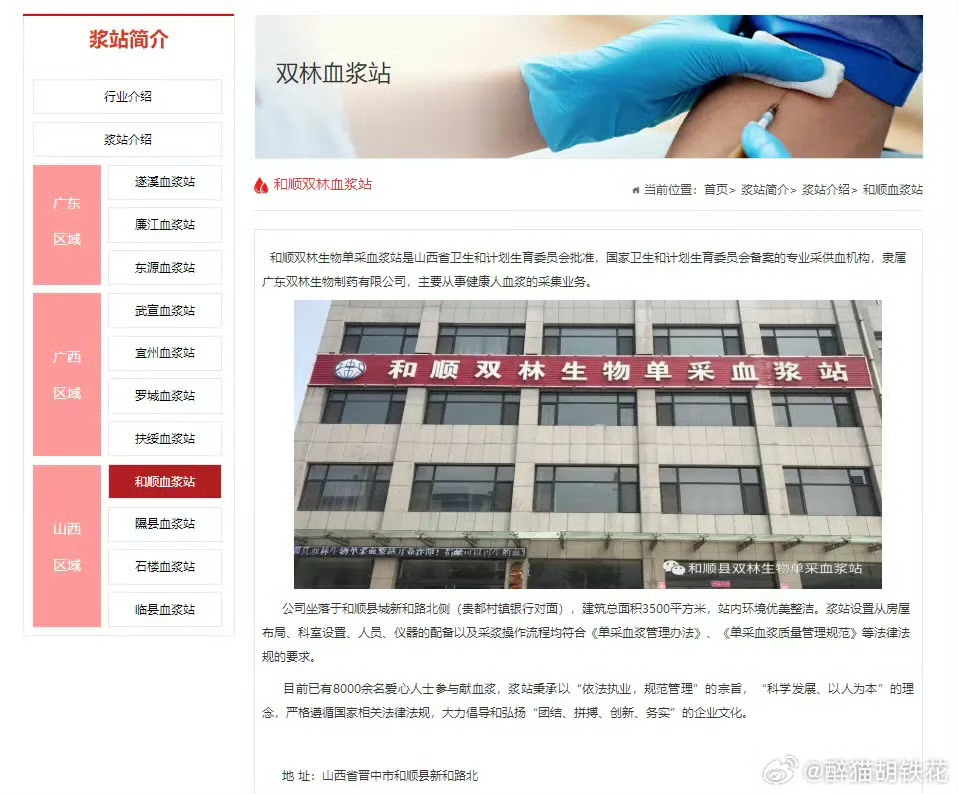 浆站简介
行业介绍
浆站介绍
广东
区域
遂溪血浆站
廉江血浆站
东源血浆站
广西
区域
武宣血浆站
宜州血浆站
罗城血浆站
扶绥血浆站
山西
区域
和顺血浆站
隰县血浆站
石楼血浆站
临县血浆站
双林血浆站
和顺双林血浆站
当前位置：首页> 浆站简介> 浆站介绍> 和顺血浆站
和顺双林生物单采血浆站是山西省卫生和计划生育委员会批准，国家卫生和计划生育委员会备案的专业采供血机构，隶属
广东双林生物制药有限公司，主要从事健康人血浆的采集业务。
和顺双林生物单采血浆站
和顺县双林生物单采血浆站
公司坐落于和顺县城新和路北侧（贵都村镇银行对面），建筑总面积3500平方米，站内环境优美整洁。浆站设置从房屋
布局、科室设置、人员、仪器的配备以及采浆操作流程均符合《单采血浆管理办法》、《单采血浆质量管理规范》等法律法
规的要求。
目前已有8000余名爱心人士参与献血浆，浆站秉承以“依法执业，规范管理”的宗旨，“科学发展、以人为本”的理
念，严格遵循国家相关法律法规，大力倡导和弘扬“团结、拼搏、创新、务实”的企业文化。
地 址：山西省晋中市和顺县新和路北
@醉猫胡铁花